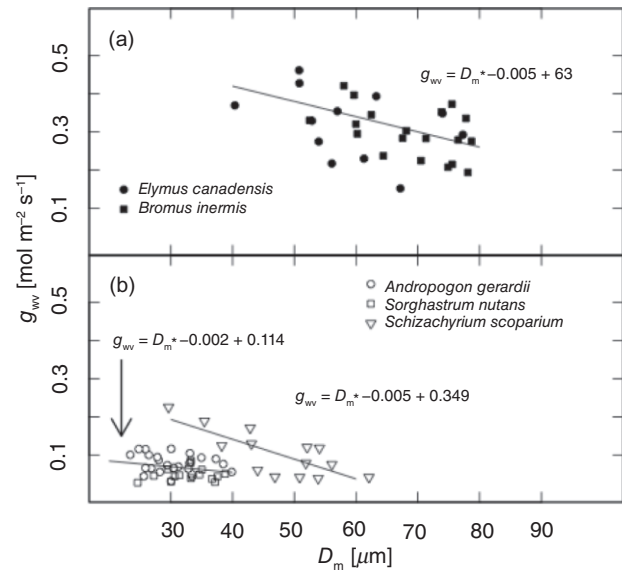 (a)
g_wv = D_m* −0.005 + 63
0.5
0.3
0.1
Elymus canadensis
Bromus inermis
(b)
Andropogon gerardii
Sorghastrum nutans
Schizachyrium scoparium
g_wv = D_m* −0.002 + 0.114
g_wv = D_m* −0.005 + 0.349
0.5
0.3
0.1
g_wv [mol m⁻² s⁻¹]
30 40 50 60 70 80 90
D_m [μm]